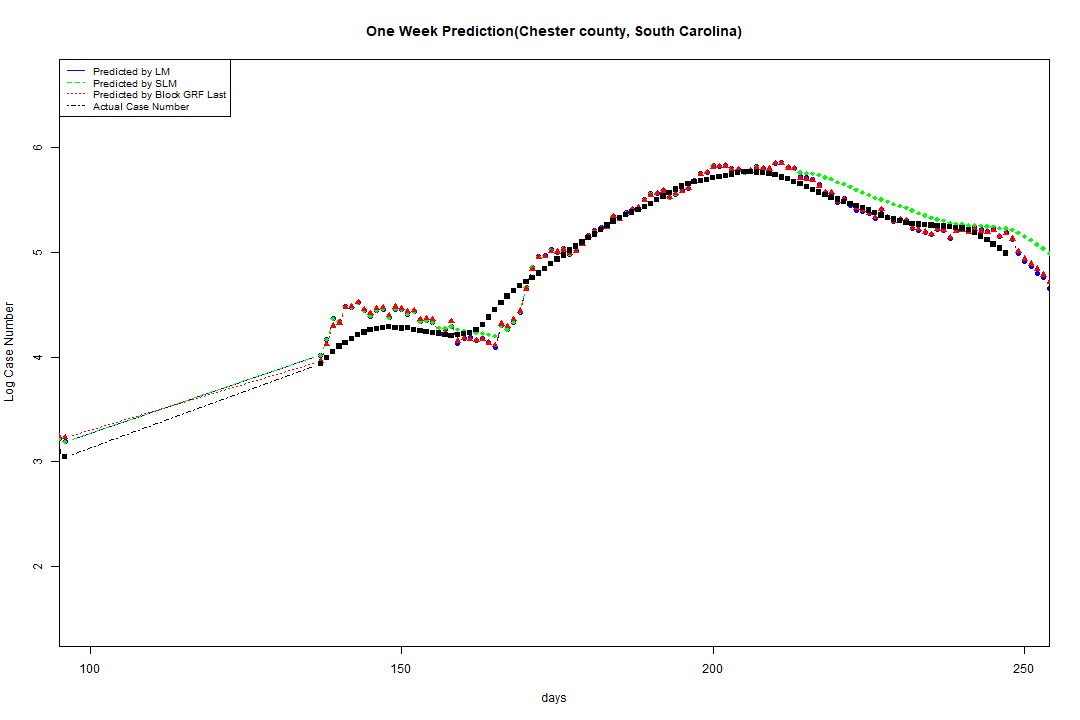 One Week Prediction(Chester county, South Carolina)
Predicted by LM
Predicted by SLM
Predicted by Block GRF Last
Actual Case Number
6
5
4
3
2
Log Case Number
100 150 200 250
days